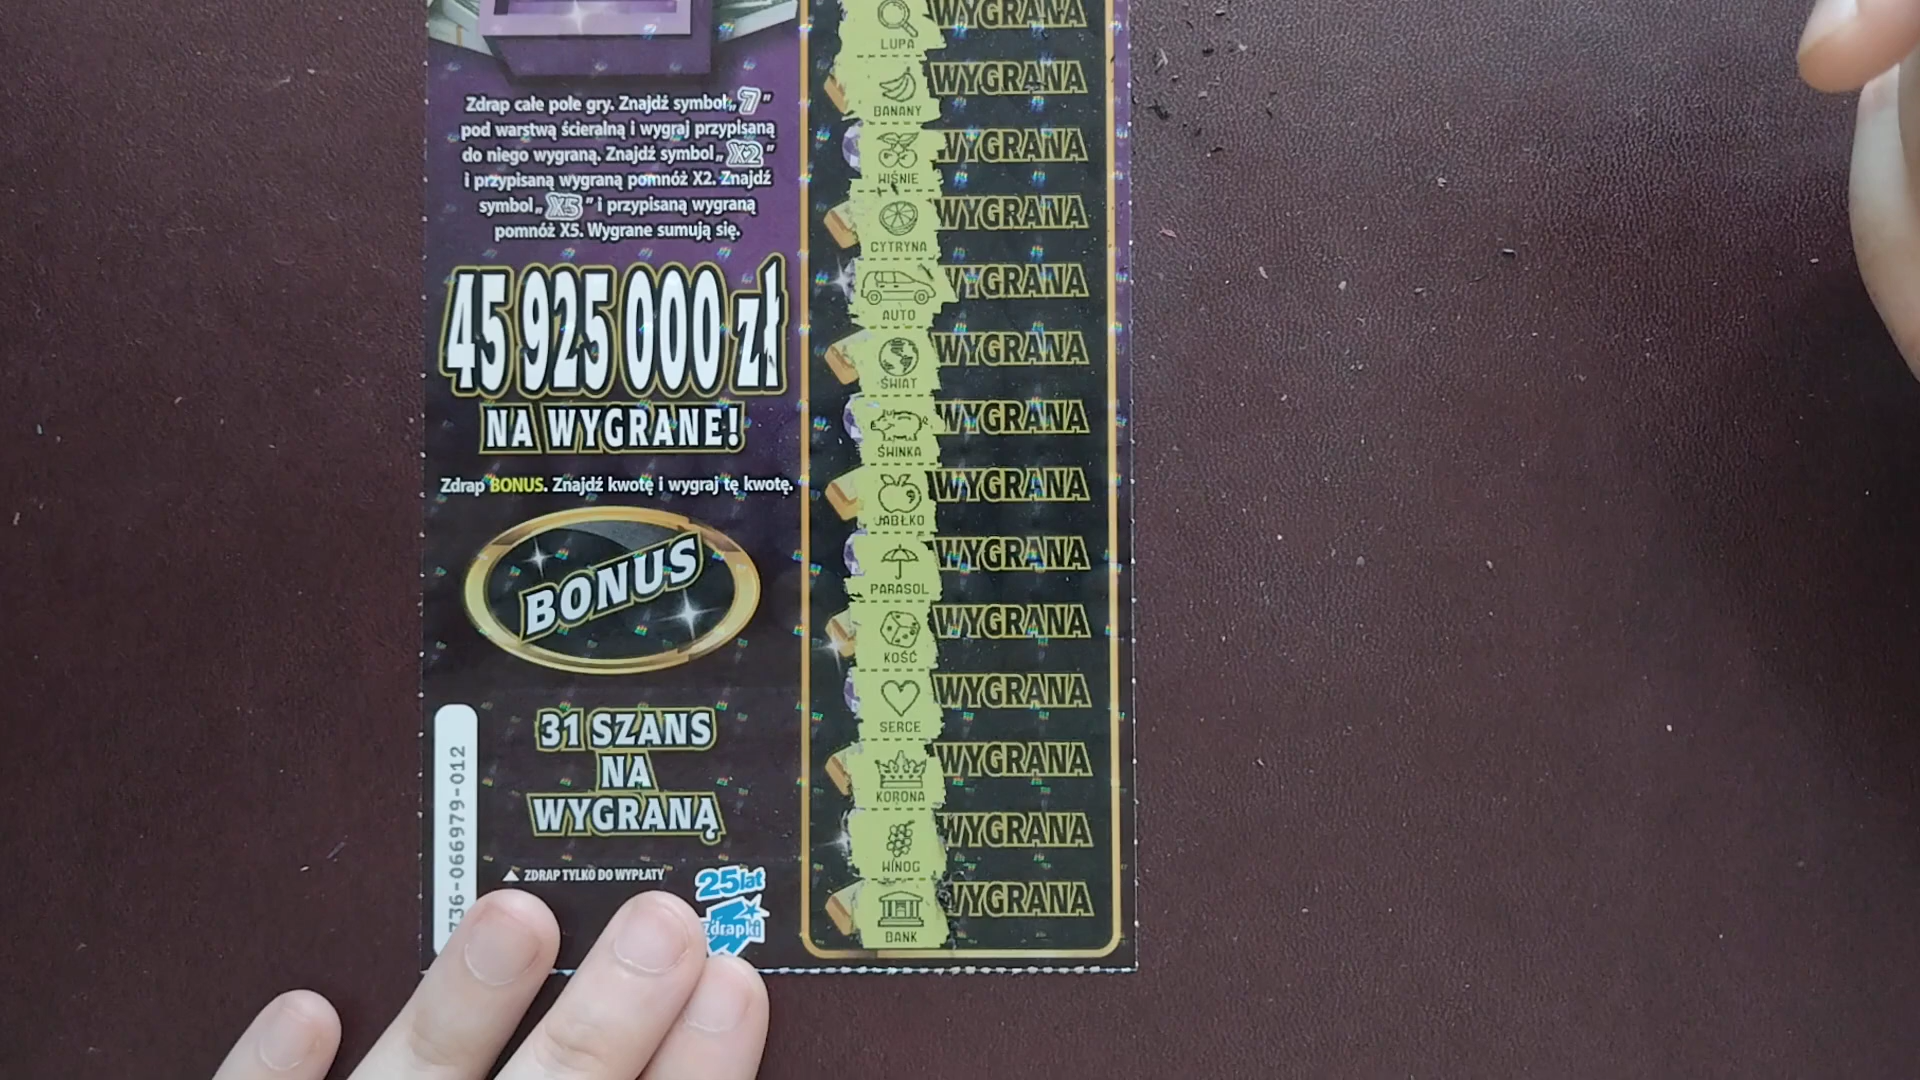 Zdrap całe pole gry. Znajdź symbol „7”
pod warstwą ścieralną i wygraj przypisaną
do niego wygraną. Znajdź symbol „X2”
i przypisaną wygraną pomnóż X2. Znajdź
symbol „X5” i przypisaną wygraną
pomnóż X5. Wygrane sumują się.
45 925 000 zł
NA WYGRANE!
Zdrap BONUS. Znajdź kwotę i wygraj tę kwotę.
BONUS
31 SZANS
NA
WYGRANĄ
ZDRAP TYLKO DO WYPŁATY
25lat
zdrapki
736-066979-012
WYGRANA
LUPA
WYGRANA
BANANY
WYGRANA
WIŚNIE
WYGRANA
CYTRYNA
WYGRANA
AUTO
WYGRANA
ŚWIAT
WYGRANA
ŚWINKA
WYGRANA
JABŁKO
WYGRANA
PARASOL
WYGRANA
KOŚĆ
WYGRANA
SERCE
WYGRANA
KORONA
WYGRANA
WINOG
WYGRANA
BANK